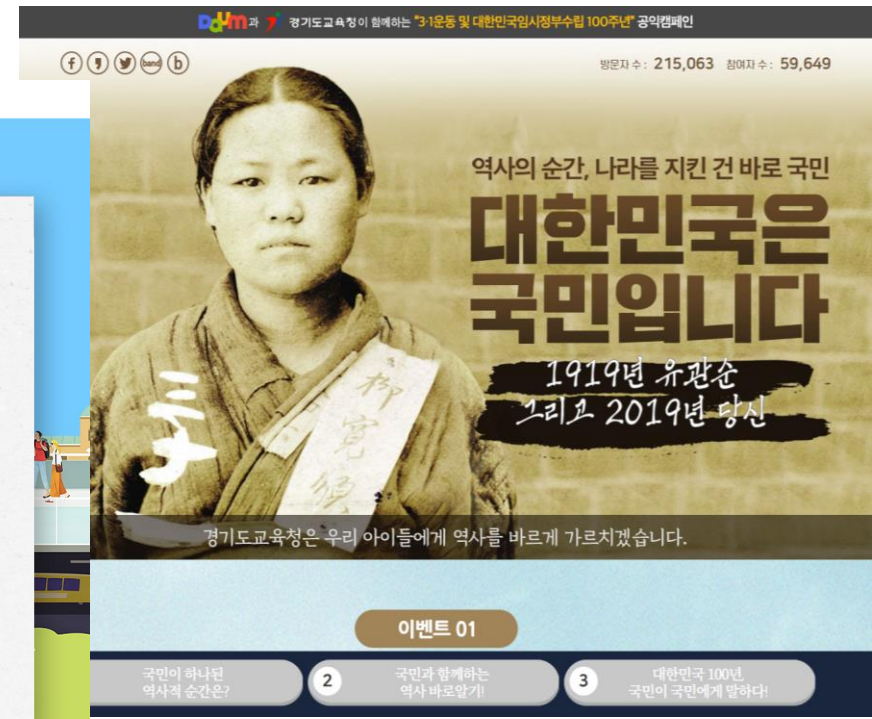 Daum과 경기도교육청이 함께하는 "3·1운동 및 대한민국임시정부수립 100주년" 공익캠페인
f band b
방문자 수 : 215,063 참여자 수 : 59,649
역사의 순간, 나라를 지킨 건 바로 국민
대한민국은
국민입니다
1919년 유관순
그리고 2019년 당신
柳寬順
경기도교육청은 우리 아이들에게 역사를 바르게 가르치겠습니다.
이벤트 01
국민이 하나된
역사적 순간은?
2 국민과 함께하는
역사 바로알기!
3 대한민국 100년,
국민이 국민에게 말하다!